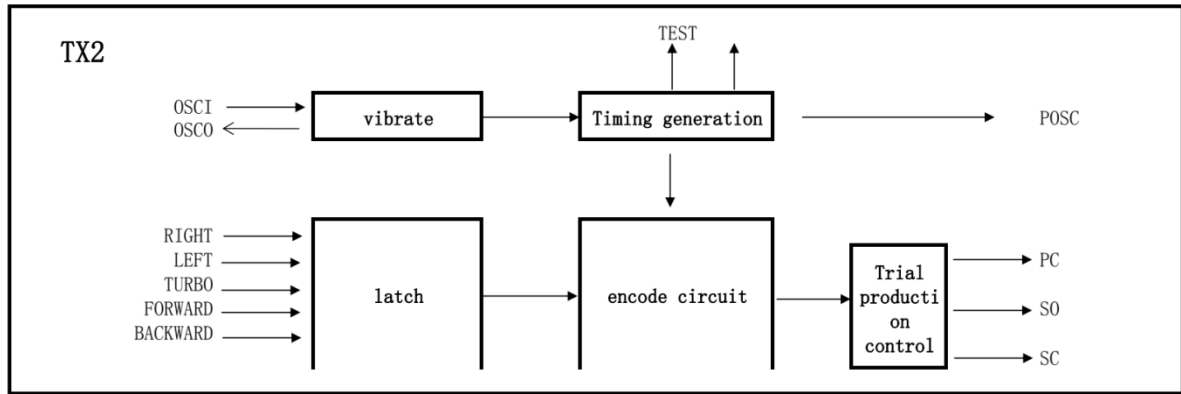 TX2
TEST
OSCI
OSCO
vibrate
Timing generation
POSC
RIGHT
LEFT
TURBO
FORWARD
BACKWARD
latch
encode circuit
Trial
producti
on
control
PC
SO
SC